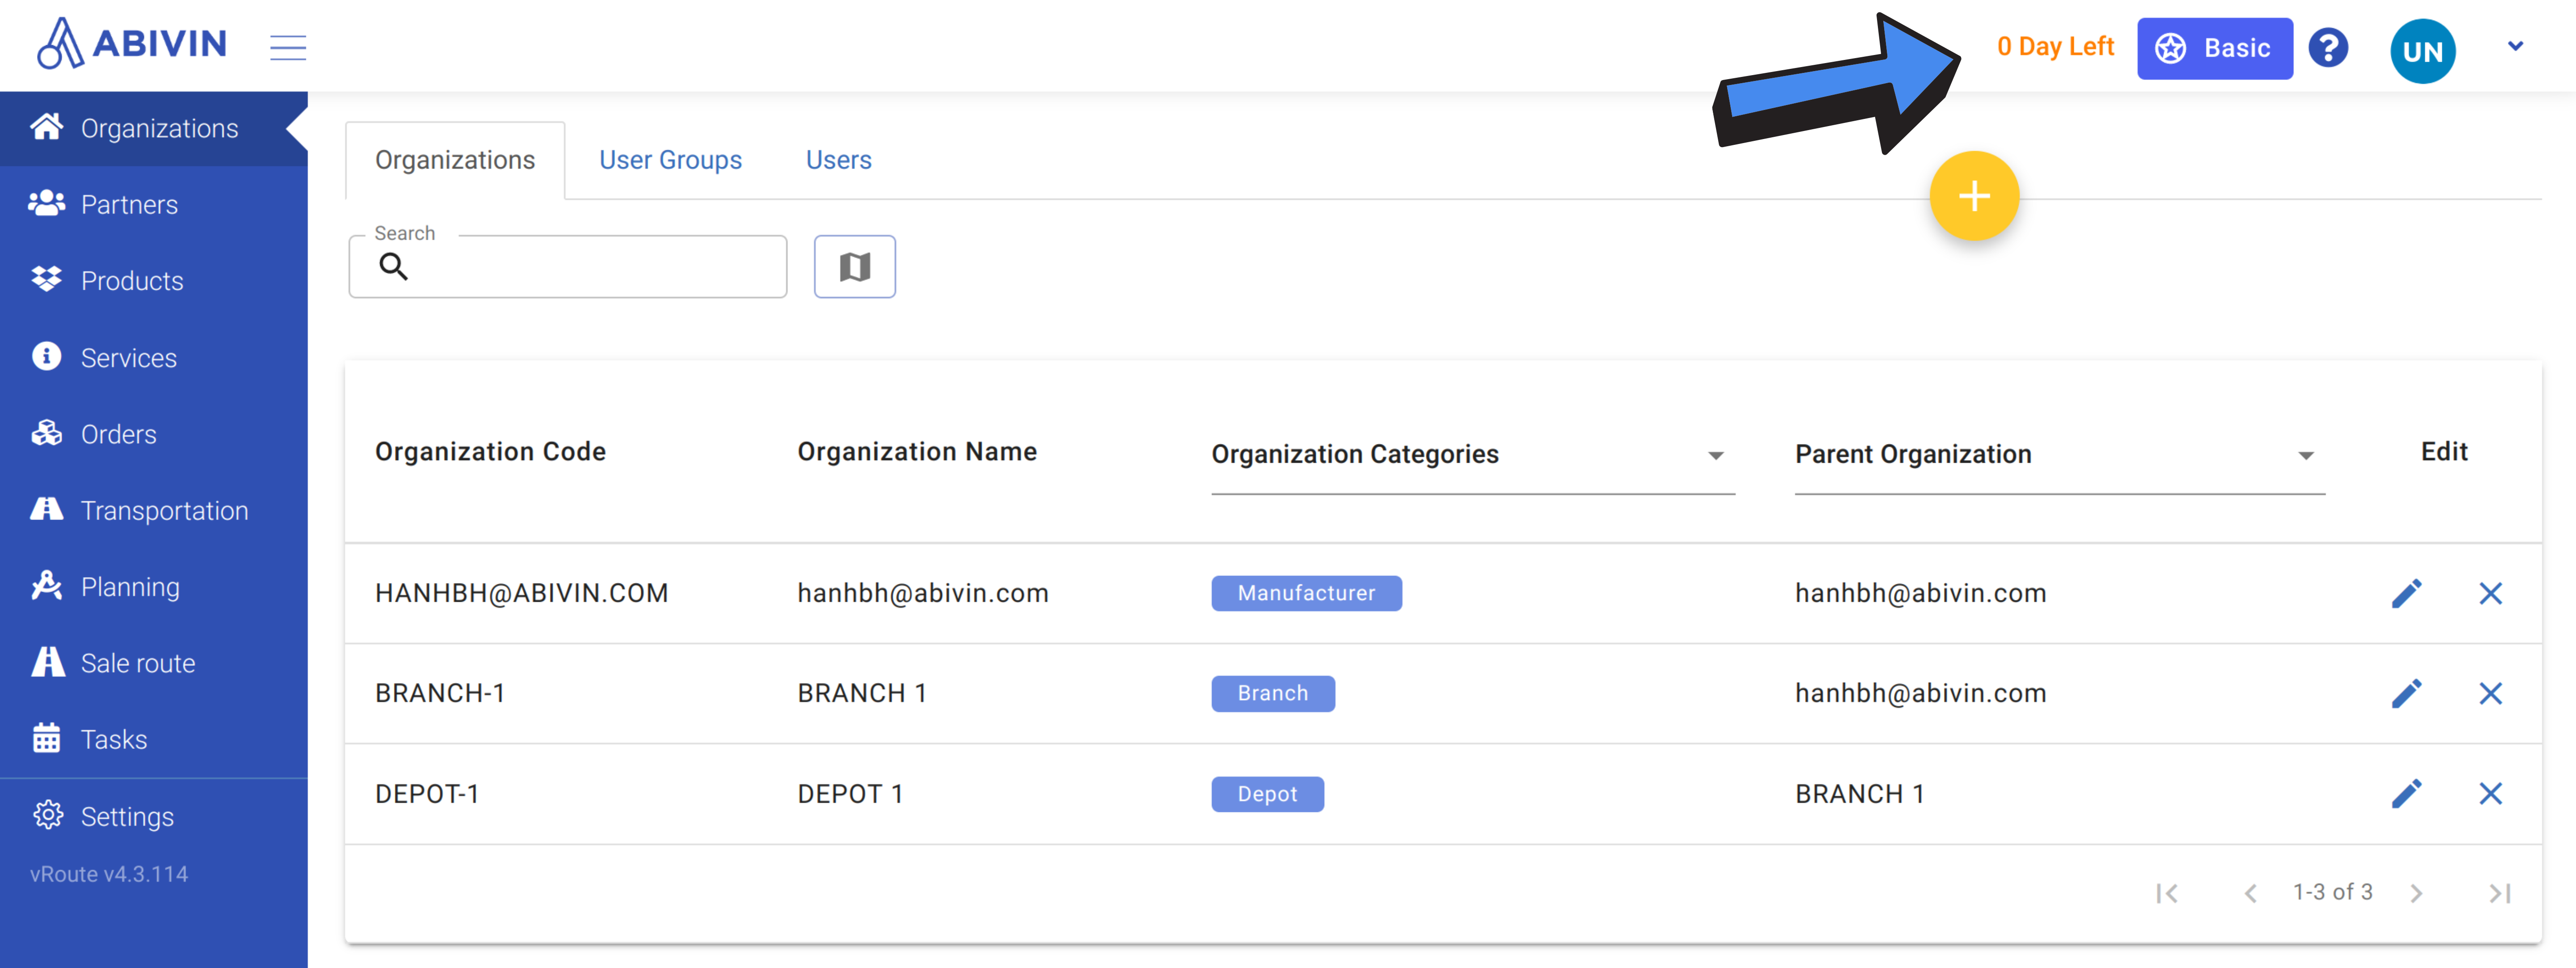 ABIVIN
0 Day Left
Basic
?
UN
Organizations
Partners
Products
Services
Orders
Transportation
Planning
Sale route
Tasks
Settings
vRoute v4.3.114
Organizations User Groups Users
+
Search
Organization Code Organization Name Organization Categories Parent Organization Edit
HANHBH@ABIVIN.COM hanhbh@abivin.com Manufacturer hanhbh@abivin.com
BRANCH-1 BRANCH 1 Branch hanhbh@abivin.com
DEPOT-1 DEPOT 1 Depot BRANCH 1
1-3 of 3